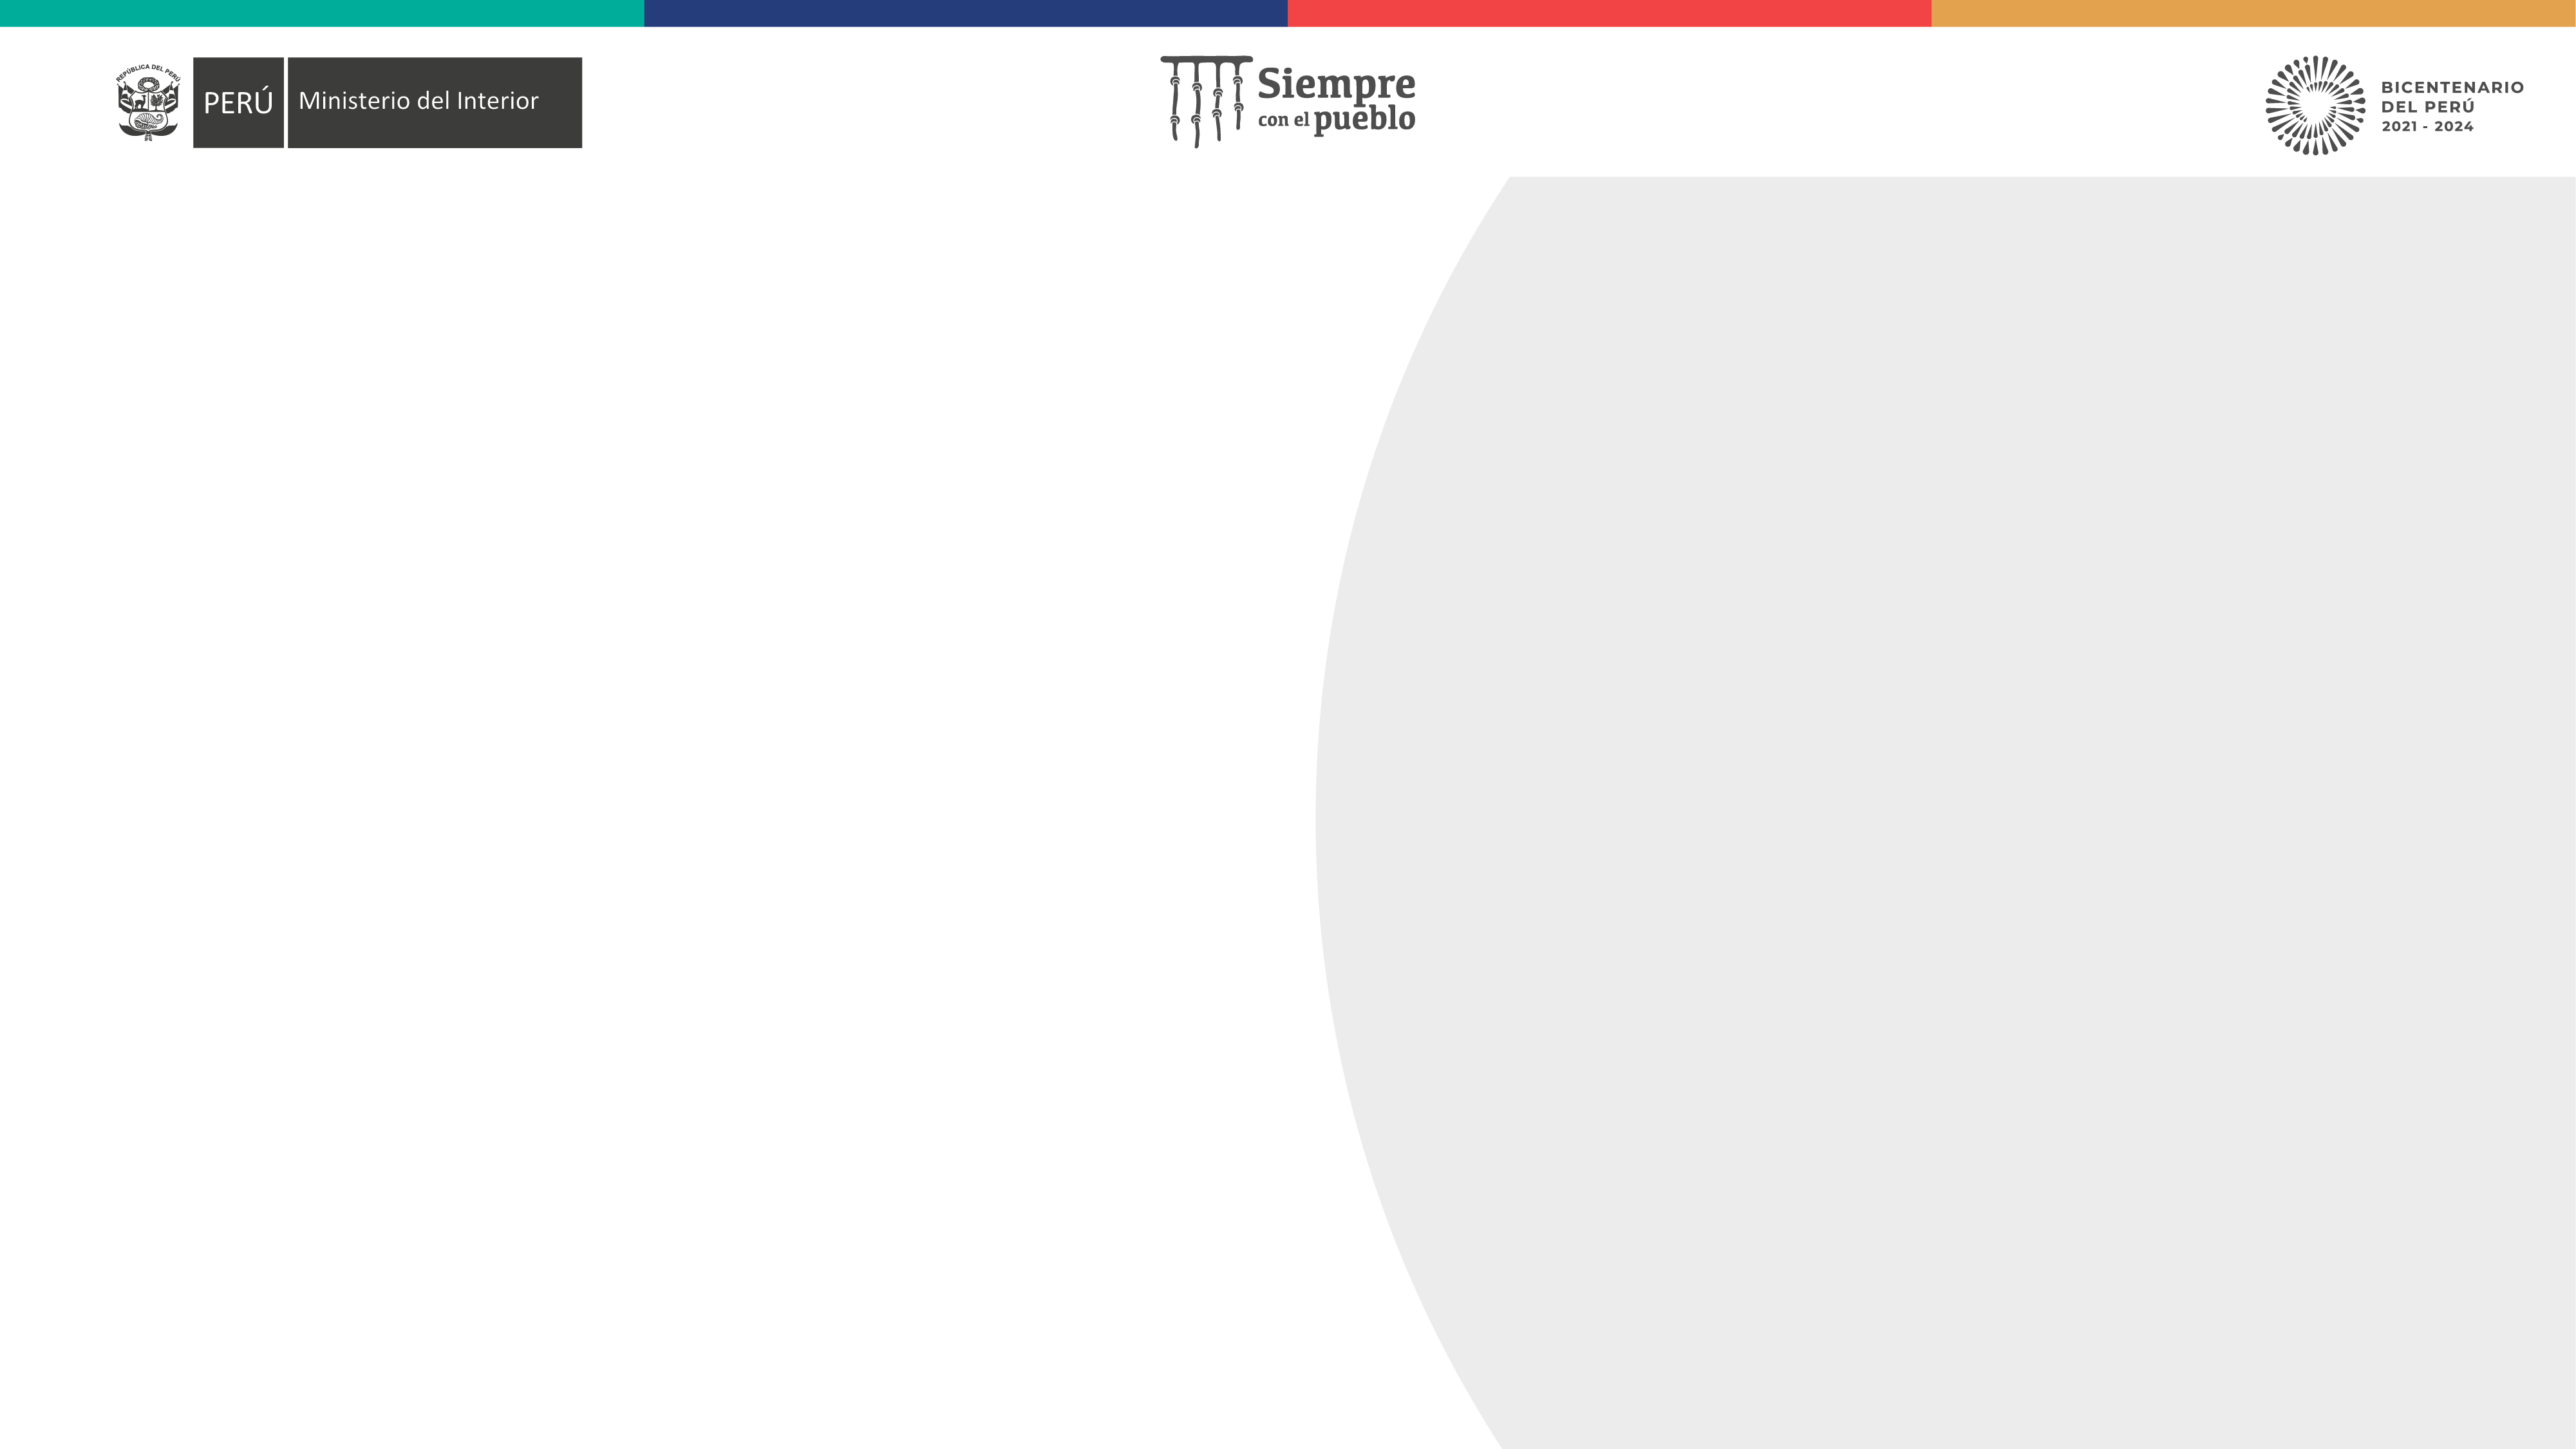 REPÚBLICA DEL PERÚ
PERÚ
Ministerio del Interior
Siempre
con el pueblo
BICENTENARIO
DEL PERÚ
2021 - 2024